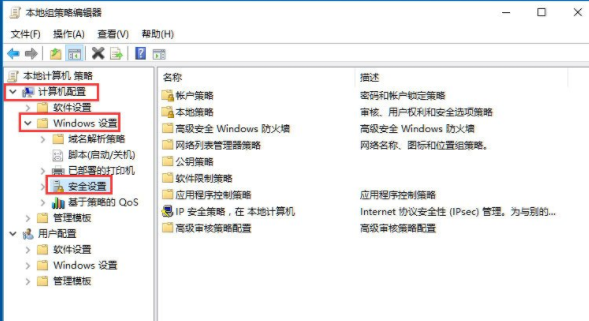 本地组策略编辑器
文件(F) 操作(A) 查看(V) 帮助(H)
本地计算机 策略
计算机配置
软件设置
Windows 设置
域名解析策略
脚本(启动/关机)
已部署的打印机
安全设置
基于策略的 QoS
管理模板
用户配置
软件设置
Windows 设置
管理模板
名称 描述
帐户策略 密码和帐户锁定策略
本地策略 审核、用户权利和安全选项策略
高级安全 Windows 防火墙 高级安全 Windows 防火墙
网络列表管理器策略 网络名称、图标和位置组策略。
公钥策略
软件限制策略
应用程序控制策略 应用程序控制策略
IP 安全策略，在 本地计算机 Internet 协议安全性 (IPsec) 管理。为与别的...
高级审核策略配置 高级审核策略配置